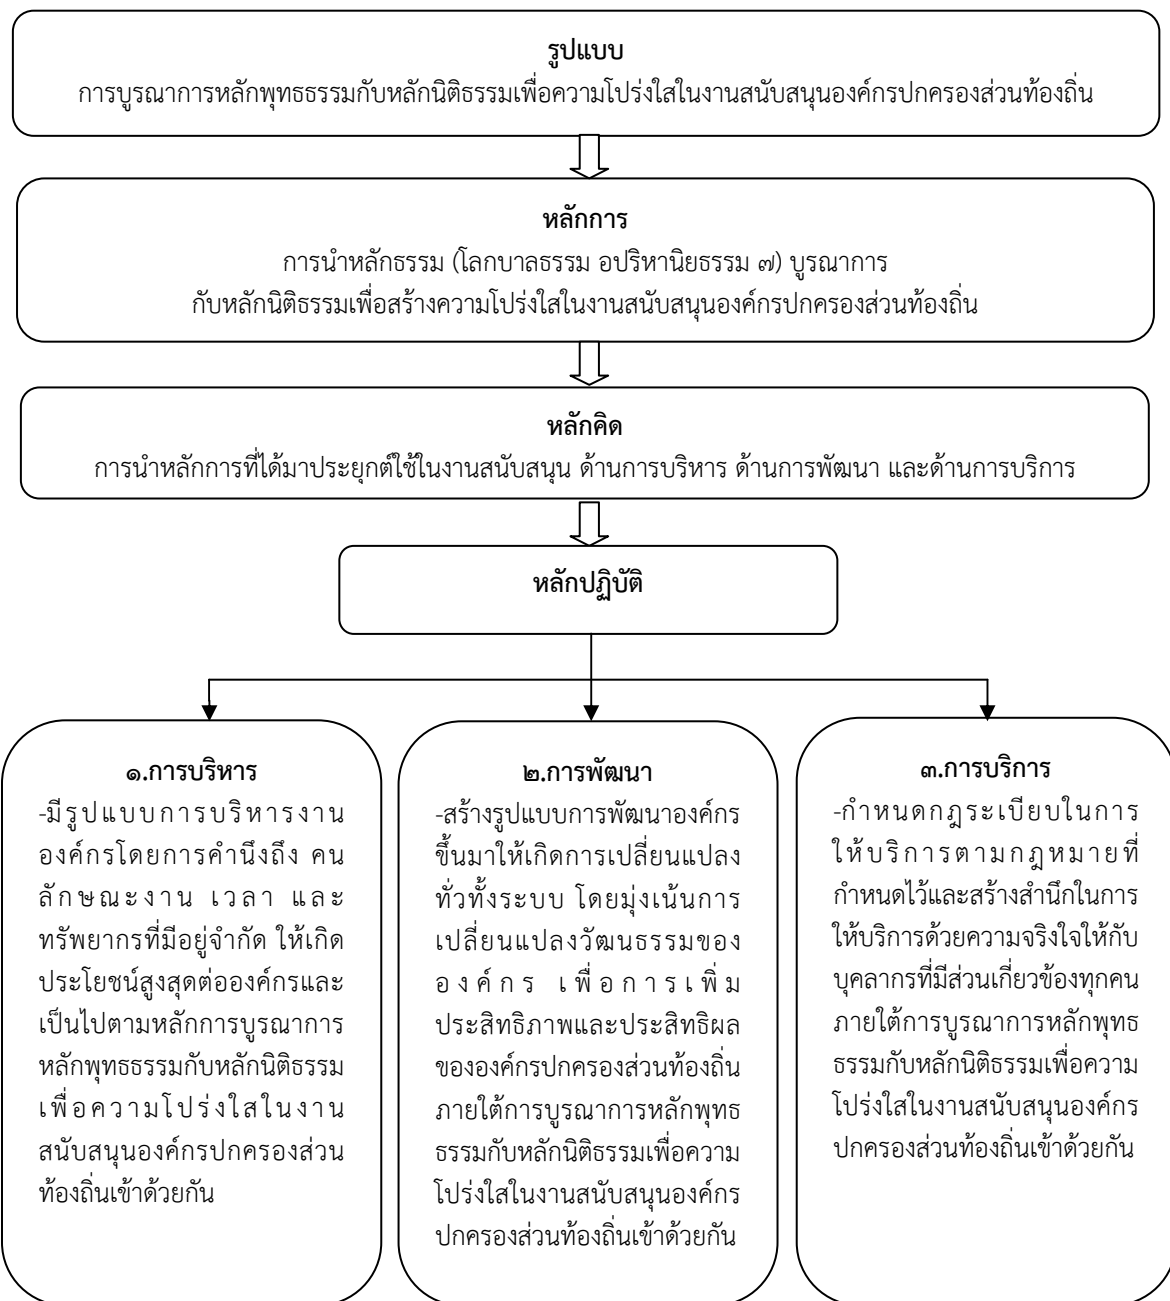 รูปแบบ
การบูรณาการหลักพุทธธรรมกับหลักนิติธรรมเพื่อความโปร่งใสในงานสนับสนุนองค์กรปกครองส่วนท้องถิ่น
หลักการ
การนำหลักธรรม (โลกบาลธรรม อปริหานิยธรรม ๗) บูรณาการ
กับหลักนิติธรรมเพื่อสร้างความโปร่งใสในงานสนับสนุนองค์กรปกครองส่วนท้องถิ่น
หลักคิด
การนำหลักการที่ได้มาประยุกต์ใช้ในงานสนับสนุน ด้านการบริหาร ด้านการพัฒนา และด้านการบริการ
หลักปฏิบัติ
๑.การบริหาร
-มีรูปแบบการบริหารงาน
องค์กรโดยการคำนึงถึง คน
ลักษณะงาน เวลา และ
ทรัพยากรที่มีอยู่จำกัด ให้เกิด
ประโยชน์สูงสุดต่อองค์กรและ
เป็นไปตามหลักการบูรณาการ
หลักพุทธธรรมกับหลักนิติธรรม
เพื่อความโปร่งใสในงาน
สนับสนุนองค์กรปกครองส่วน
ท้องถิ่นเข้าด้วยกัน
๒.การพัฒนา
-สร้างรูปแบบการพัฒนาองค์กร
ขึ้นมาให้เกิดการเปลี่ยนแปลง
ทั่วทั้งระบบ โดยมุ่งเน้นการ
เปลี่ยนแปลงวัฒนธรรมของ
องค์กร เพื่อการเพิ่ม
ประสิทธิภาพและประสิทธิผล
ขององค์กรปกครองส่วนท้องถิ่น
ภายใต้การบูรณาการหลักพุทธ
ธรรมกับหลักนิติธรรมเพื่อความ
โปร่งใสในงานสนับสนุนองค์กร
ปกครองส่วนท้องถิ่นเข้าด้วยกัน
๓.การบริการ
-กำหนดกฎระเบียบในการ
ให้บริการตามกฎหมายที่
กำหนดไว้และสร้างสำนึกในการ
ให้บริการด้วยความจริงใจให้กับ
บุคลากรที่มีส่วนเกี่ยวข้องทุกคน
ภายใต้การบูรณาการหลักพุทธ
ธรรมกับหลักนิติธรรมเพื่อความ
โปร่งใสในงานสนับสนุนองค์กร
ปกครองส่วนท้องถิ่นเข้าด้วยกัน